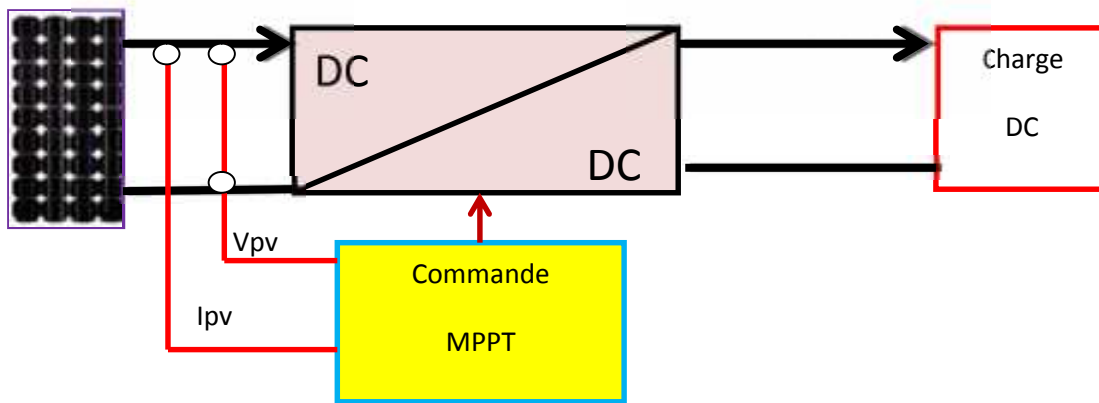 DC
DC
Charge
DC
Vpv
Ipv
Commande
MPPT